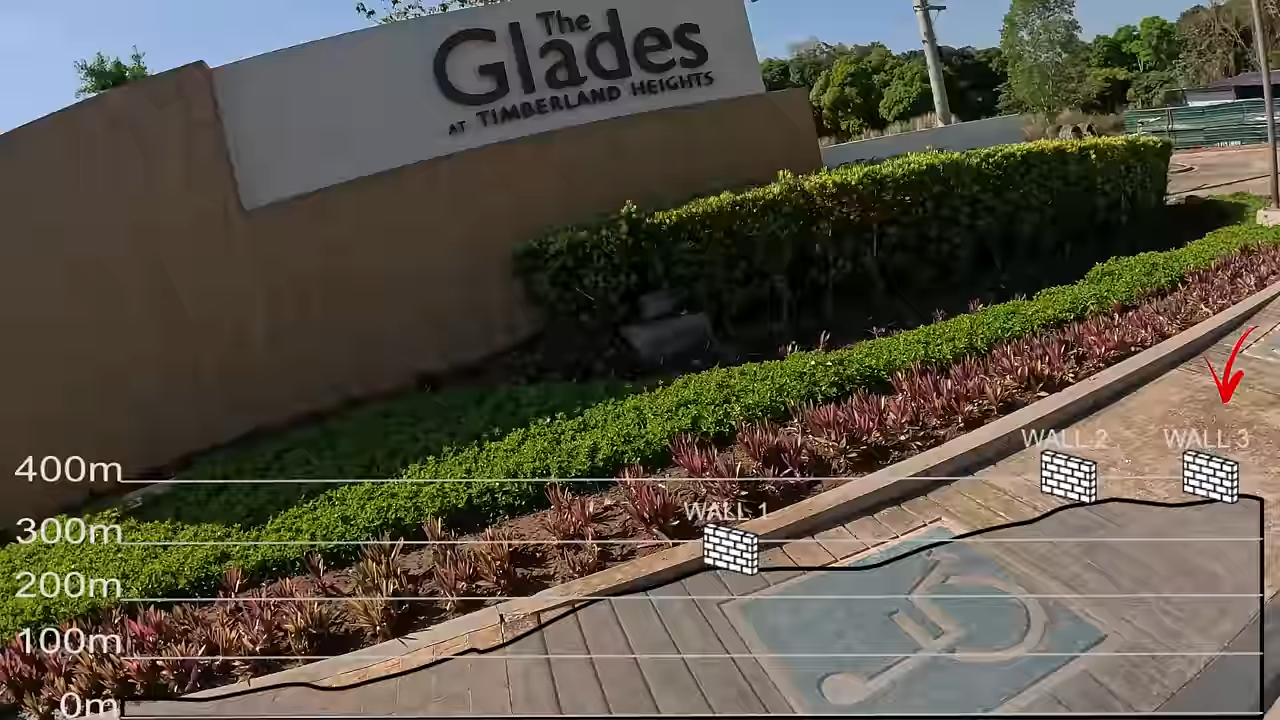 The
Glades
AT TIMBERLAND HEIGHTS
400m
300m
200m
100m
0m
WALL 1
WALL 2
WALL 3